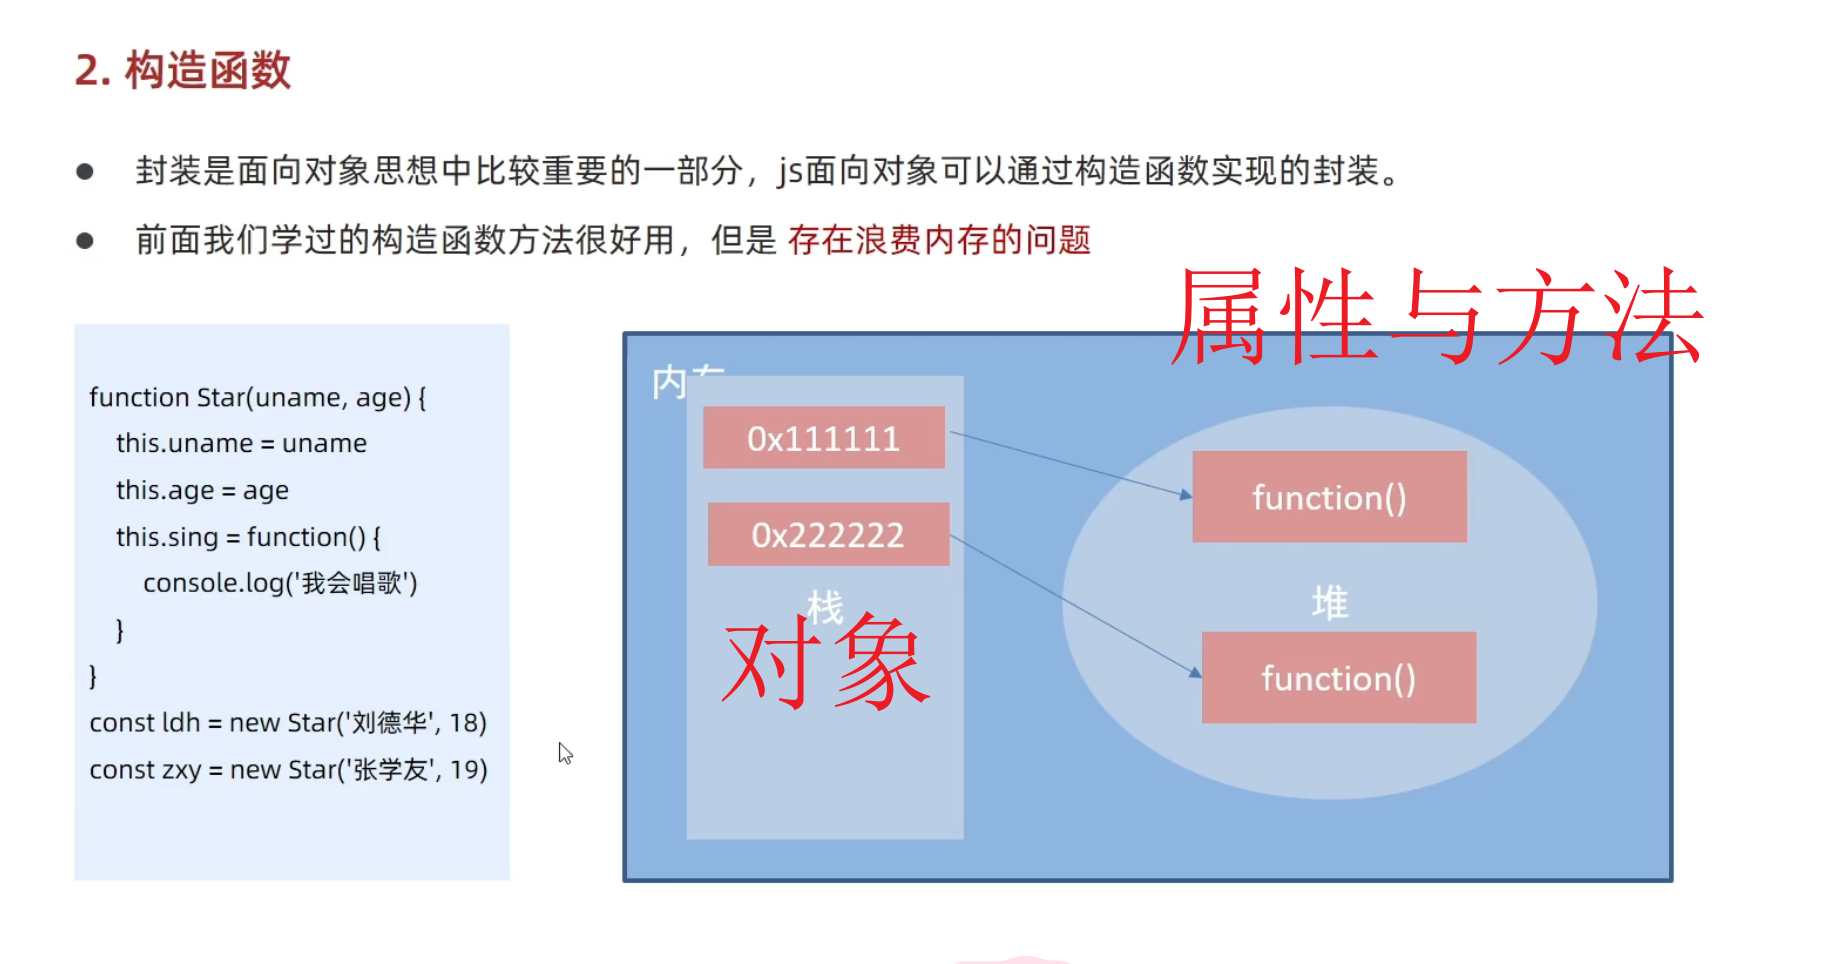 2. 构造函数
● 封装是面向对象思想中比较重要的一部分，js面向对象可以通过构造函数实现的封装。
● 前面我们学过的构造函数方法很好用，但是 存在浪费内存的问题
function Star(uname, age) {
this.uname = uname
this.age = age
this.sing = function() {
console.log('我会唱歌')
}
}
const ldh = new Star('刘德华', 18)
const zxy = new Star('张学友', 19)
属性与方法
内存
0x111111
0x222222
栈
对象
function()
堆
function()